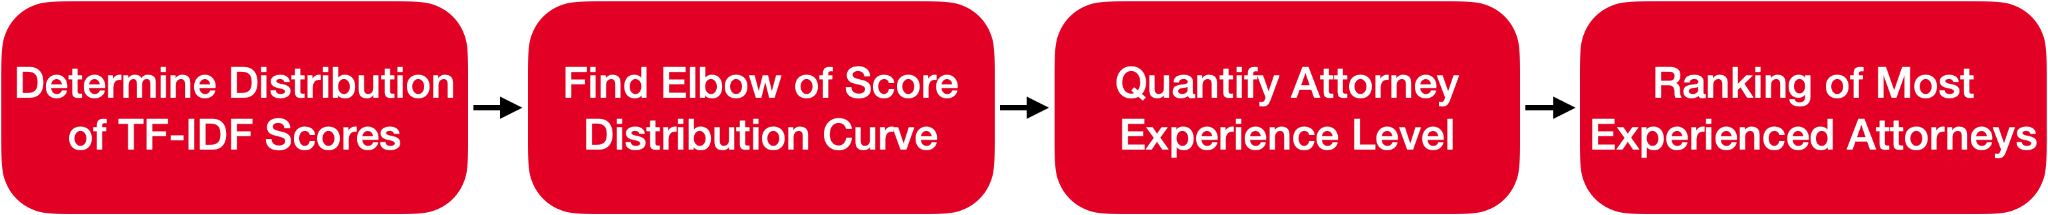 Determine Distribution
of TF-IDF Scores
Find Elbow of Score
Distribution Curve
Quantify Attorney
Experience Level
Ranking of Most
Experienced Attorneys